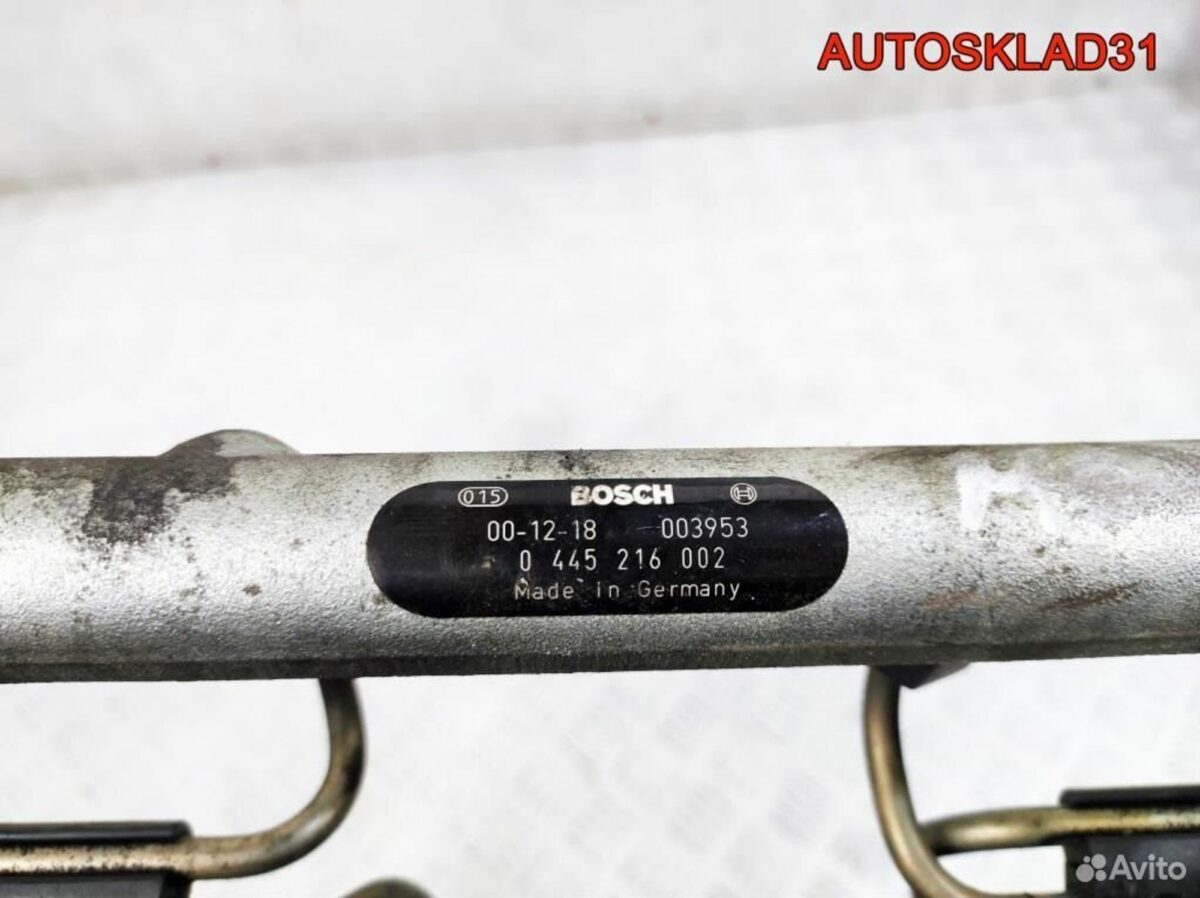 AUTOSKLAD31
015 BOSCH
00-12-18 003953
0 445 216 002
Made in Germany
Avito